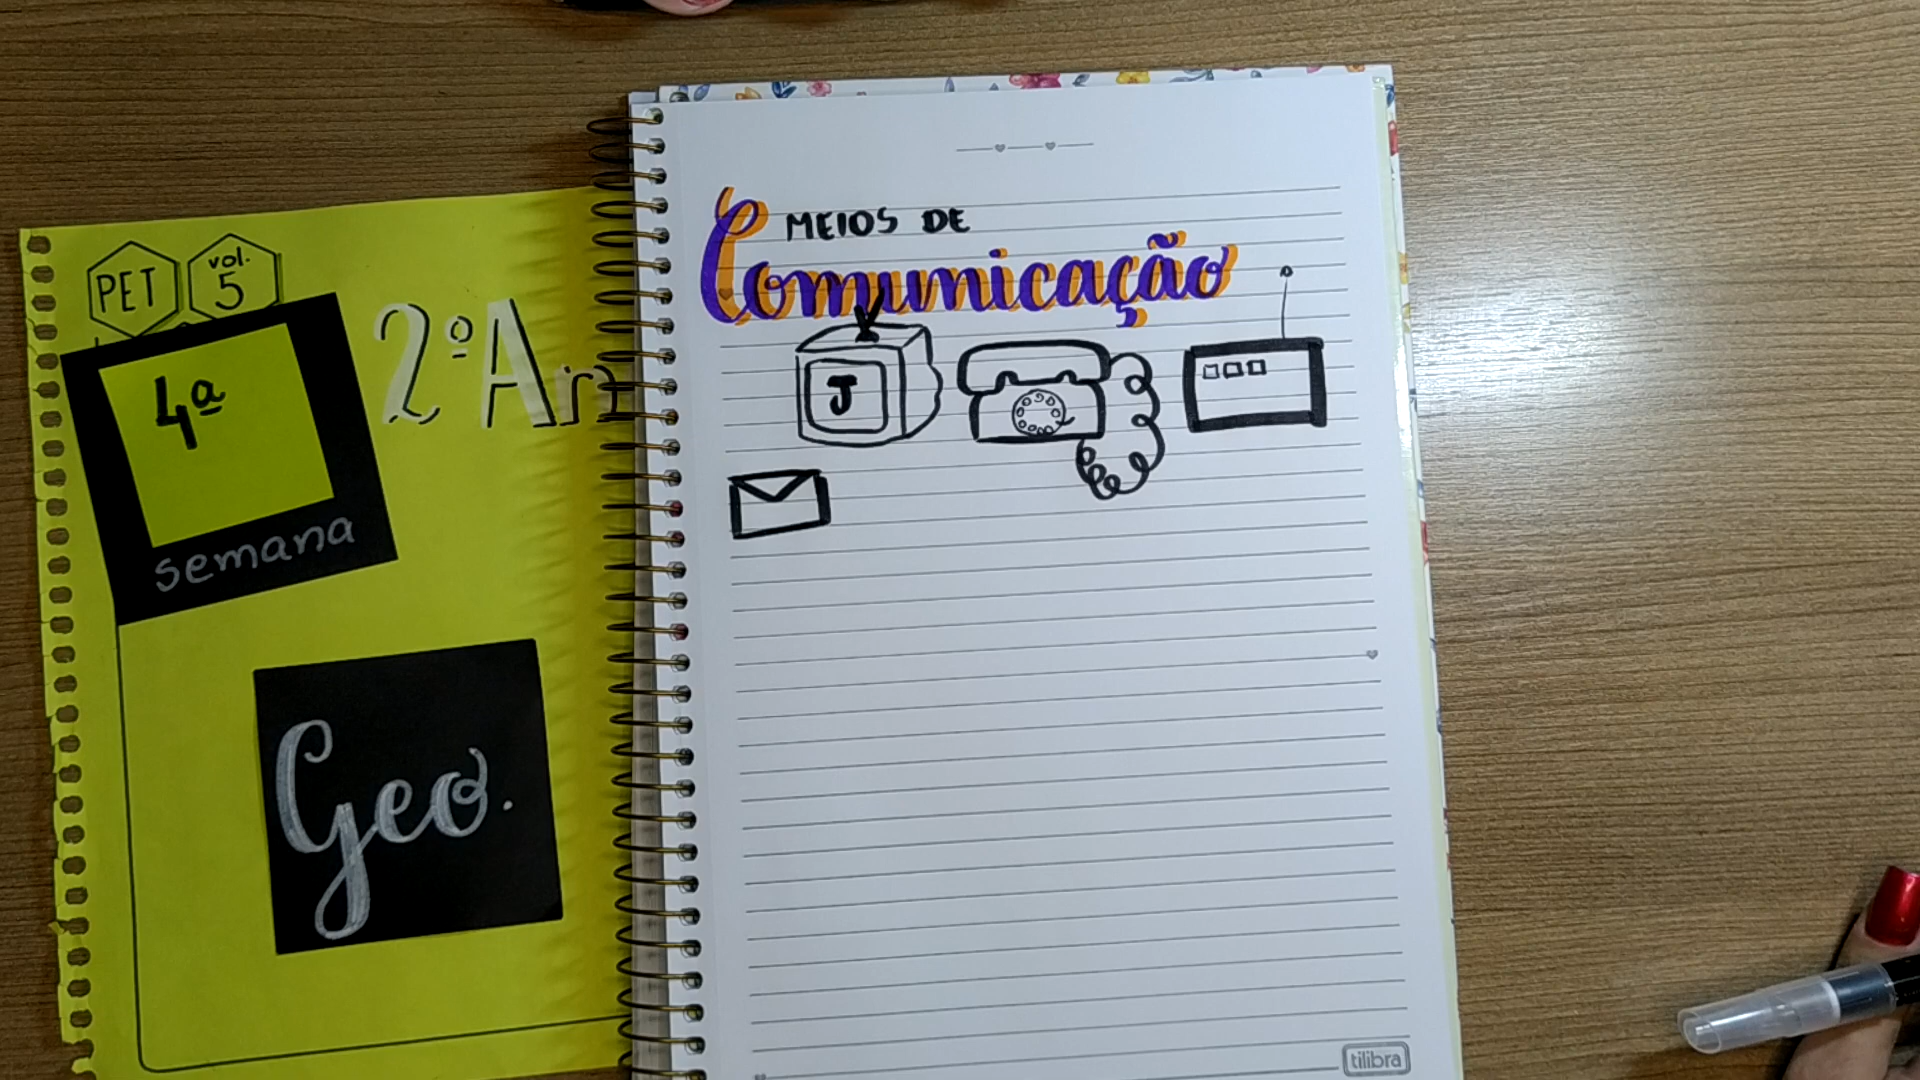 PET
vol.
5
2º An
4ª
semana
Geo.
MEIOS DE
Comunicação
J
tilibra